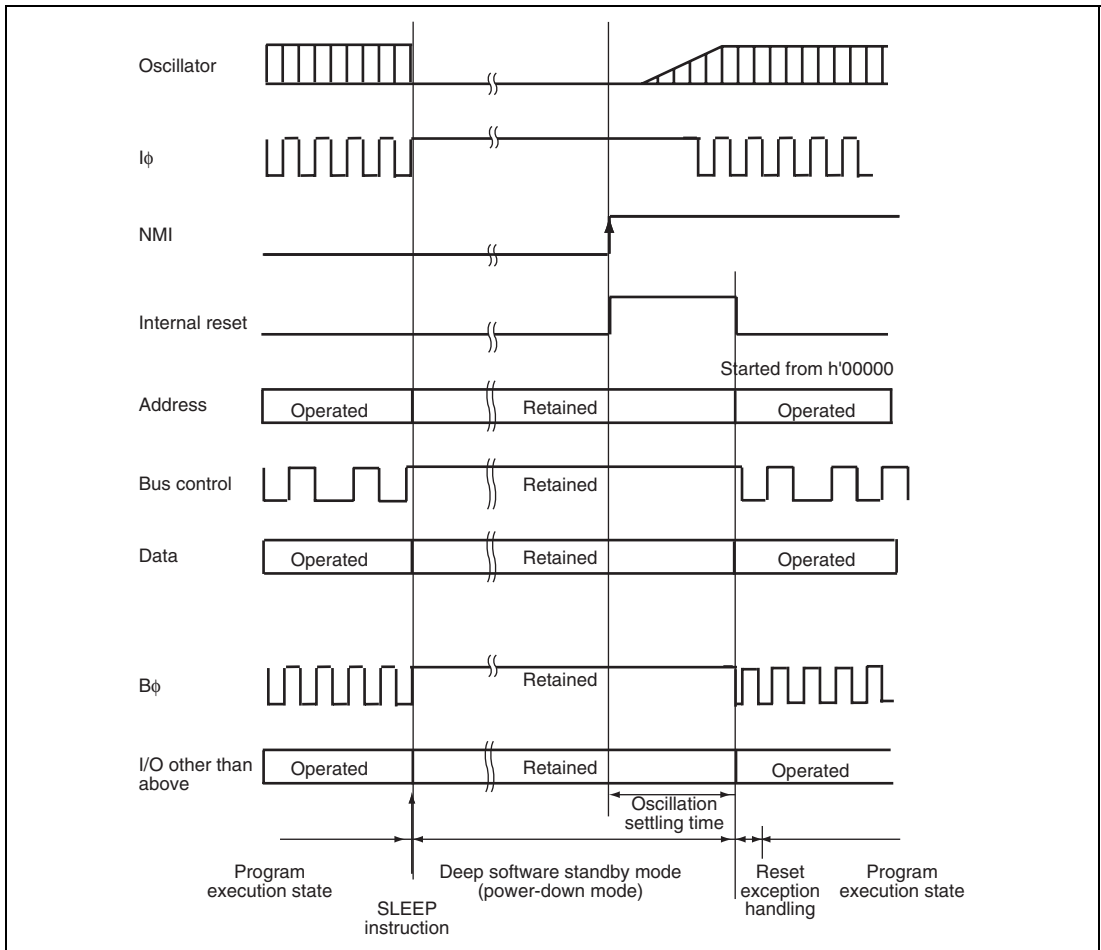 Oscillator
Iϕ
NMI
Internal reset
Started from h'00000
Address
Operated
Retained
Operated
Bus control
Retained
Data
Operated
Retained
Operated
Bϕ
Retained
I/O other than
above
Operated
Retained
Operated
Oscillation
settling time
Program
execution state
SLEEP
instruction
Deep software standby mode
(power-down mode)
Reset
exception
handling
Program
execution state